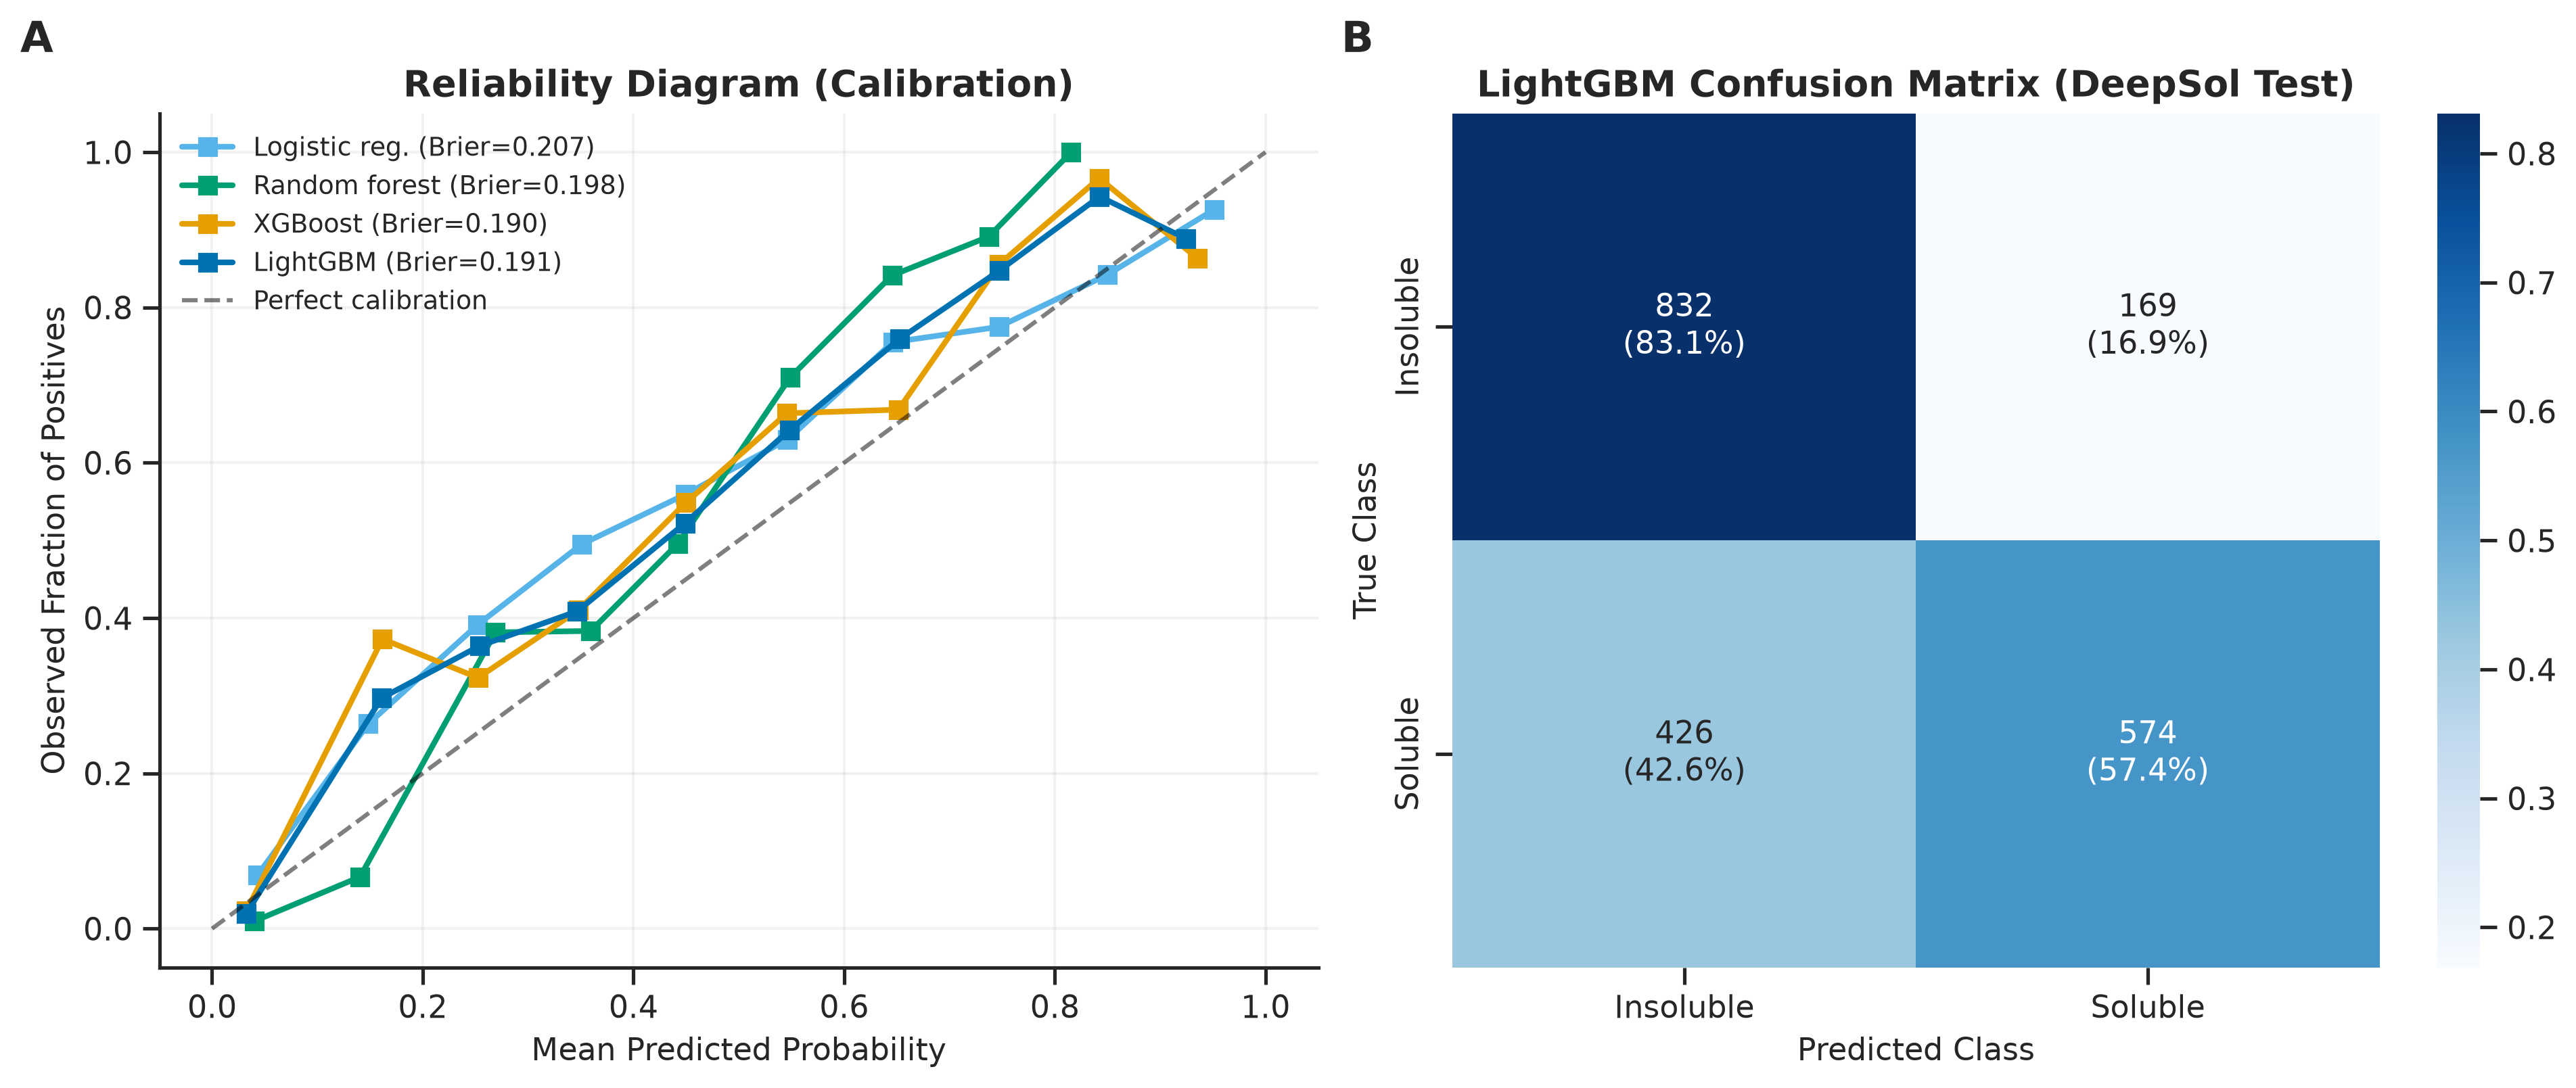 A
Reliability Diagram (Calibration)
Logistic reg. (Brier=0.207)
Random forest (Brier=0.198)
XGBoost (Brier=0.190)
LightGBM (Brier=0.191)
Perfect calibration
Observed Fraction of Positives
1.0
0.8
0.6
0.4
0.2
0.0
0.0
0.2
0.4
0.6
0.8
1.0
Mean Predicted Probability
B
LightGBM Confusion Matrix (DeepSol Test)
True Class
Insoluble
Soluble
832
(83.1%)
169
(16.9%)
426
(42.6%)
574
(57.4%)
Insoluble
Soluble
Predicted Class
0.8
0.7
0.6
0.5
0.4
0.3
0.2